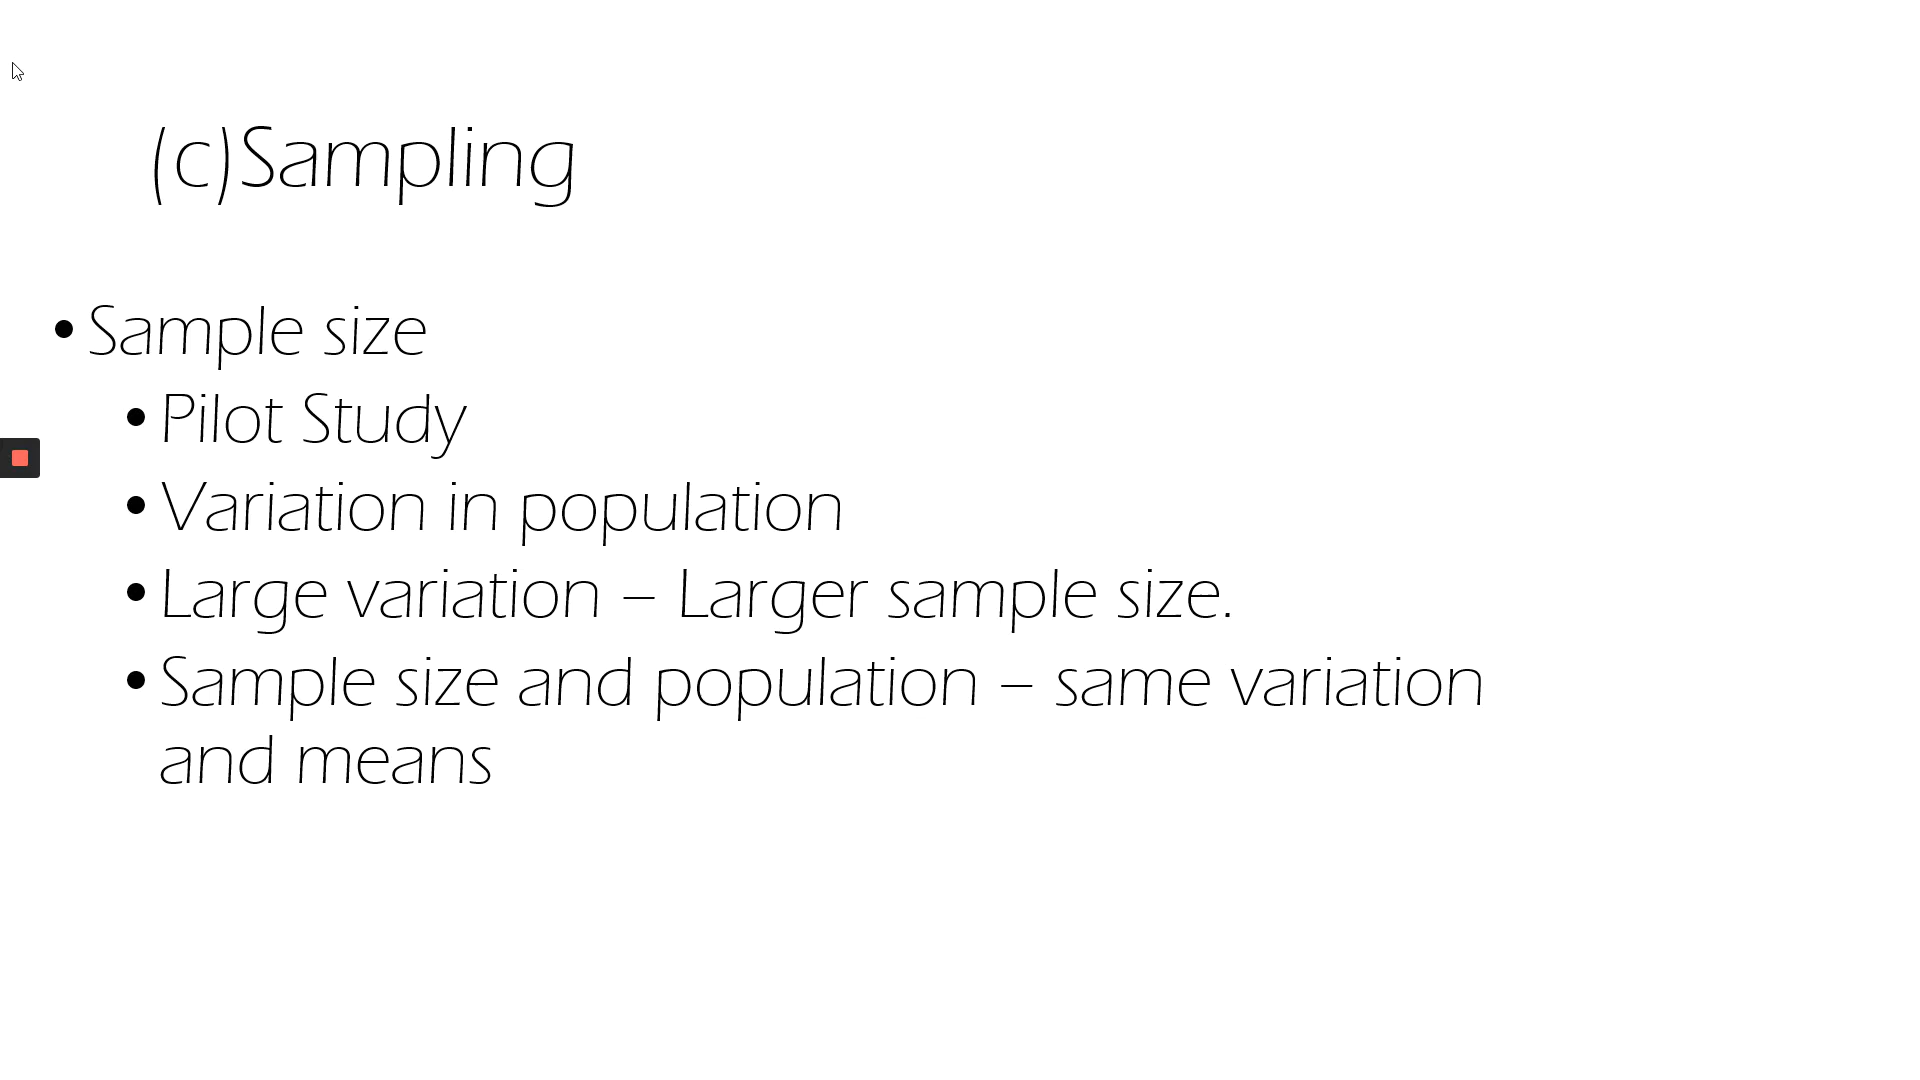 (c)Sampling
• Sample size
• Pilot Study
• Variation in population
• Large variation – Larger sample size.
• Sample size and population – same variation
and means